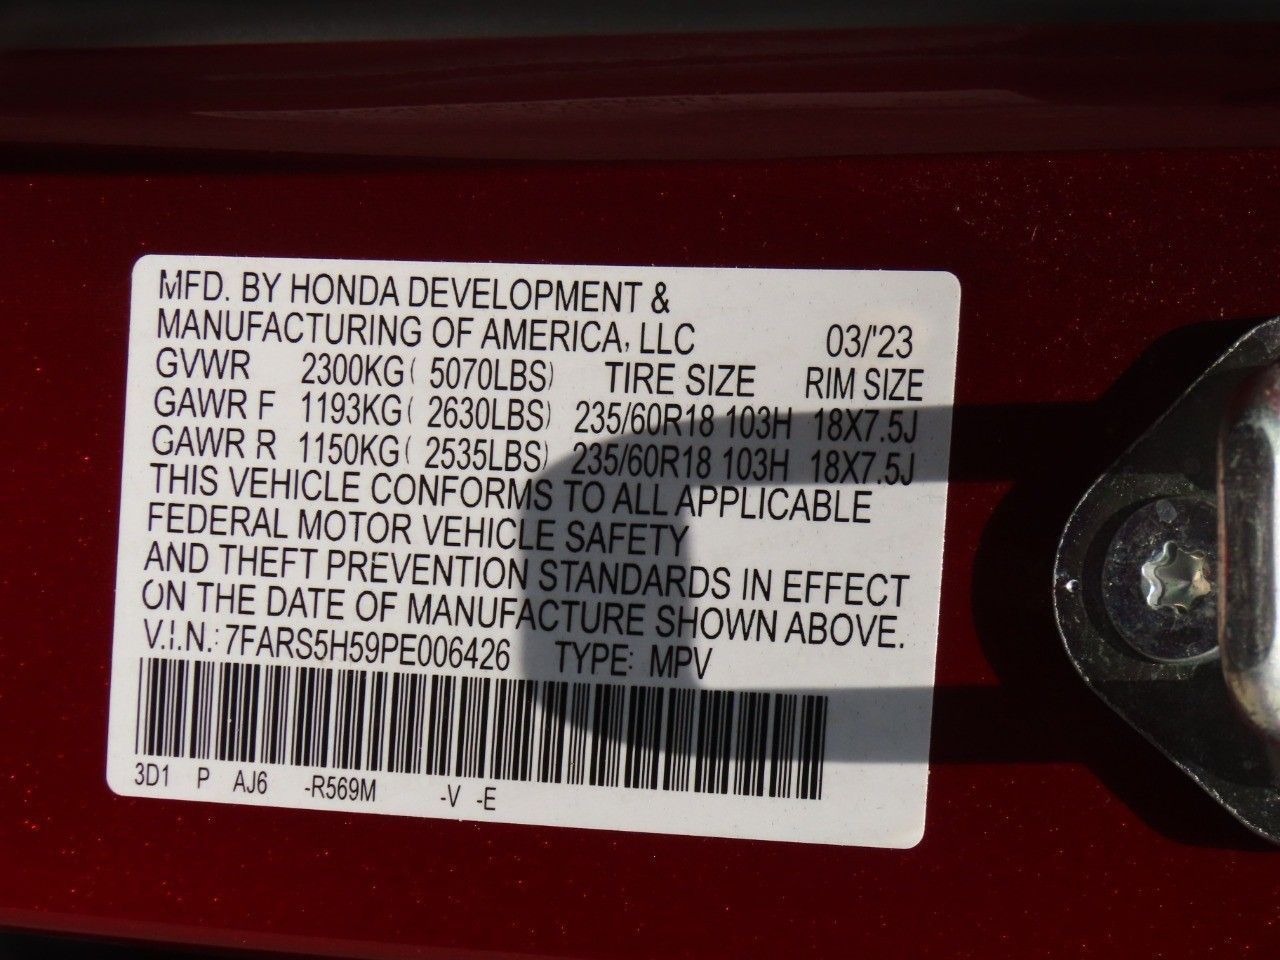 MFD. BY HONDA DEVELOPMENT &
MANUFACTURING OF AMERICA, LLC 03/'23
GVWR 2300KG( 5070LBS) TIRE SIZE RIM SIZE
GAWR F 1193KG( 2630LBS) 235/60R18 103H 18X7.5J
GAWR R 1150KG( 2535LBS) 235/60R18 103H 18X7.5J
THIS VEHICLE CONFORMS TO ALL APPLICABLE
FEDERAL MOTOR VEHICLE SAFETY
AND THEFT PREVENTION STANDARDS IN EFFECT
ON THE DATE OF MANUFACTURE SHOWN ABOVE.
V.I.N.: 7FARS5H59PE006426 TYPE: MPV
3D1 P AJ6 -R569M -V -E